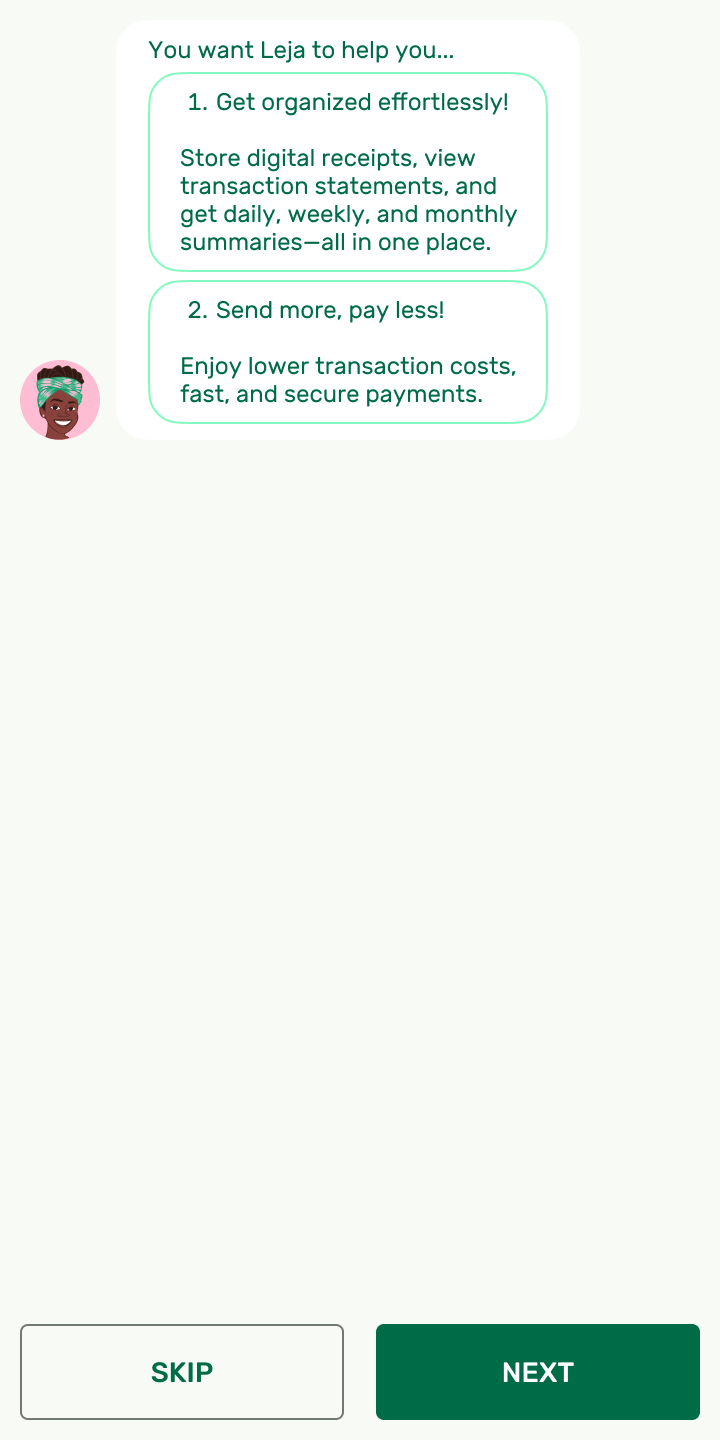 You want Leja to help you...
1. Get organized effortlessly!
Store digital receipts, view
transaction statements, and
get daily, weekly, and monthly
summaries—all in one place.
2. Send more, pay less!
Enjoy lower transaction costs,
fast, and secure payments.
SKIP
NEXT